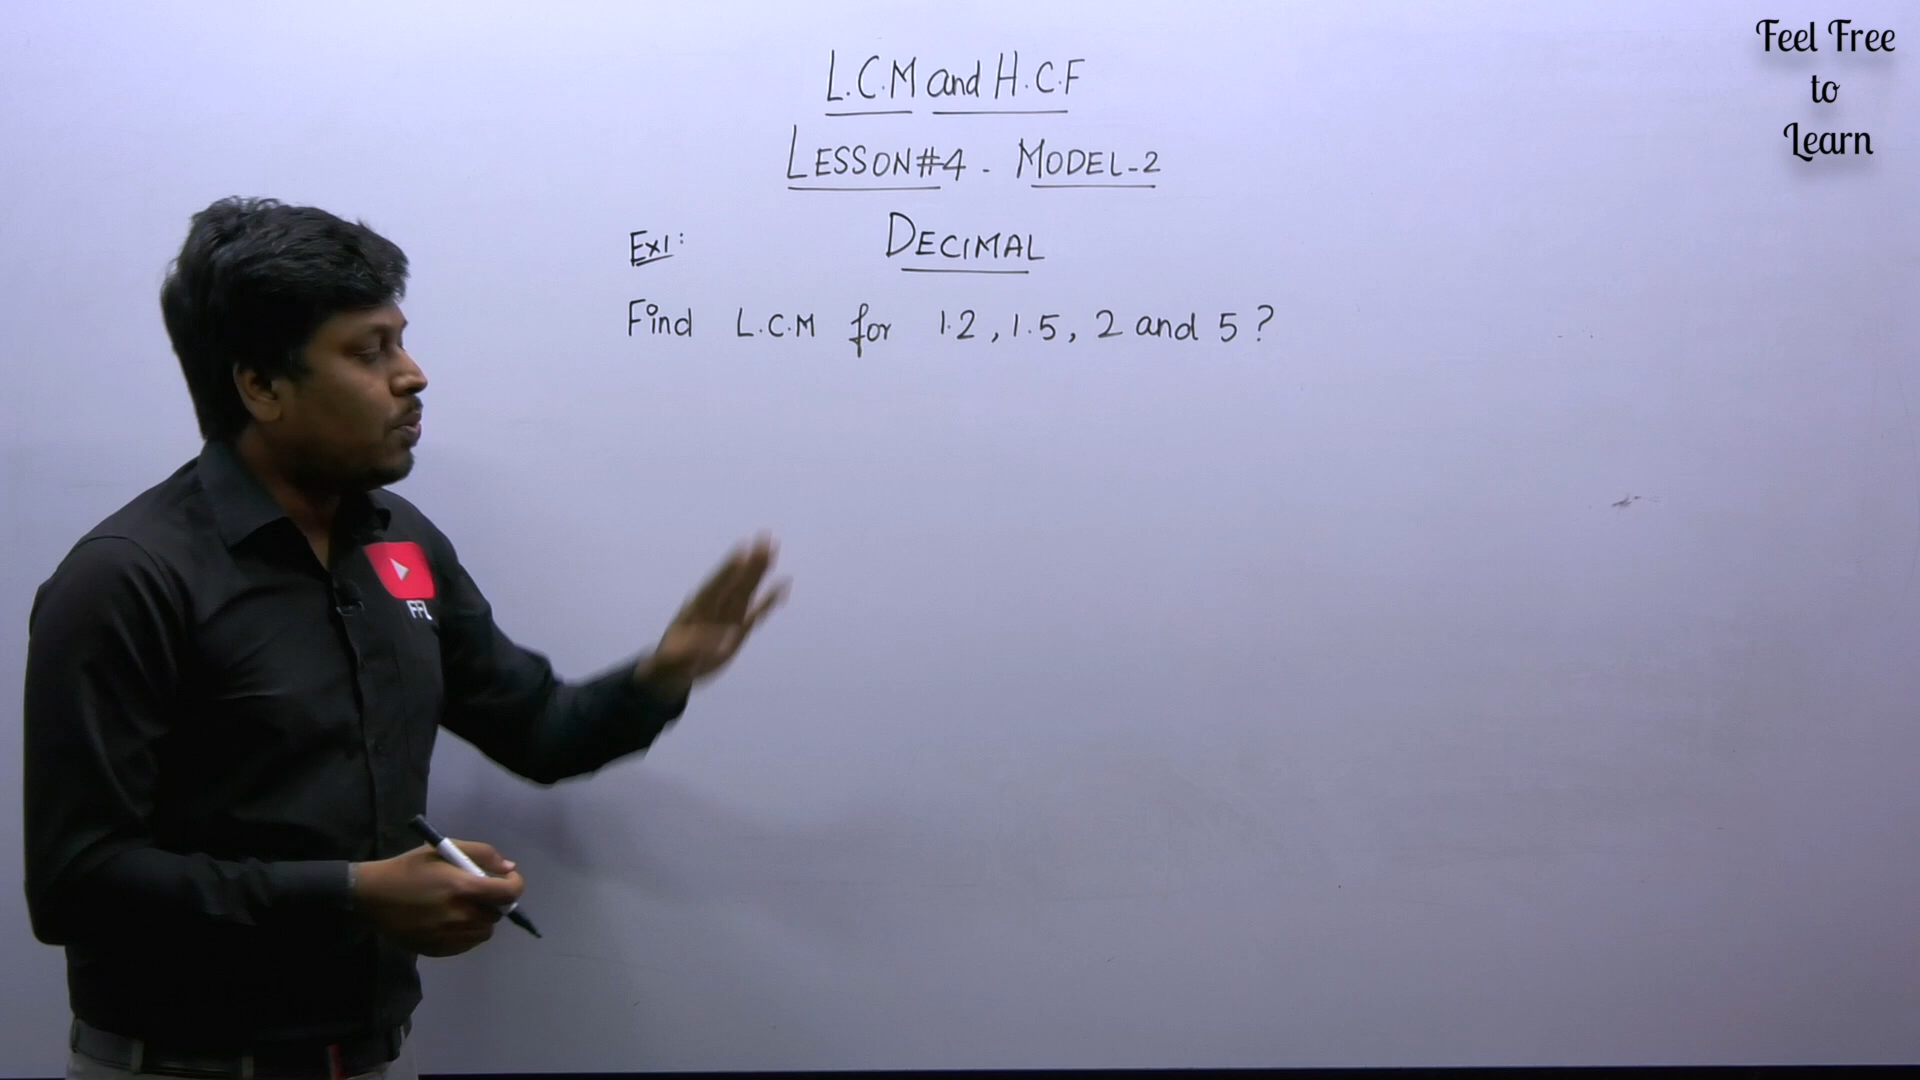 L.C.M and H.C.F
LESSON#4 - MODEL-2
DECIMAL
Ex1:
Find L.C.M for 1.2, 1.5, 2 and 5?
Feel Free
to
Learn
FFL